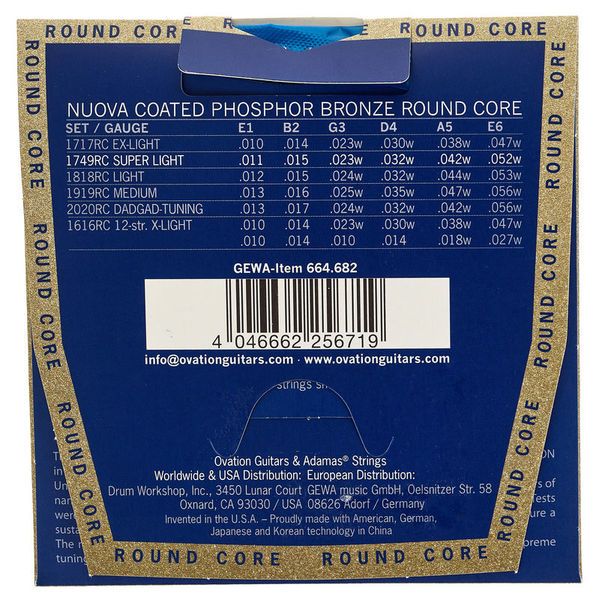 ROUND CORE ROUND CORE
ROUND CORE
ROUND CORE
ROUND CORE
ROUND CORE
ROUND CORE
ROUND CORE
NUOVA COATED PHOSPHOR BRONZE ROUND CORE
SET / GAUGE E1 B2 G3 D4 A5 E6
1717RC EX-LIGHT .010 .014 .023w .030w .038w .047w
1749RC SUPER LIGHT .011 .015 .023w .032w .042w .052w
1818RC LIGHT .012 .015 .024w .032w .044w .053w
1919RC MEDIUM .013 .016 .025w .035w .047w .056w
2020RC DADGAD-TUNING .013 .017 .024w .032w .042w .056w
1616RC 12-str. X-LIGHT .010 .014 .023w .030w .038w .047w
.010 .014 .010 .014 .018w .027w
GEWA-Item 664.682
4 046662 256719
info@ovationguitars.com · www.ovationguitars.com
strings
Ovation Guitars & Adamas® Strings
Worldwide & USA Distribution: European Distribution:
Drum Workshop, Inc., 3450 Lunar Court GEWA music GmbH, Oelsnitzer Str. 58
Oxnard, CA 93030 / USA 08626 Adorf / Germany
Invented in the U.S.A. – Proudly made with American, German,
Japanese and Korean technology in China
ROUND CORE ROUND CORE